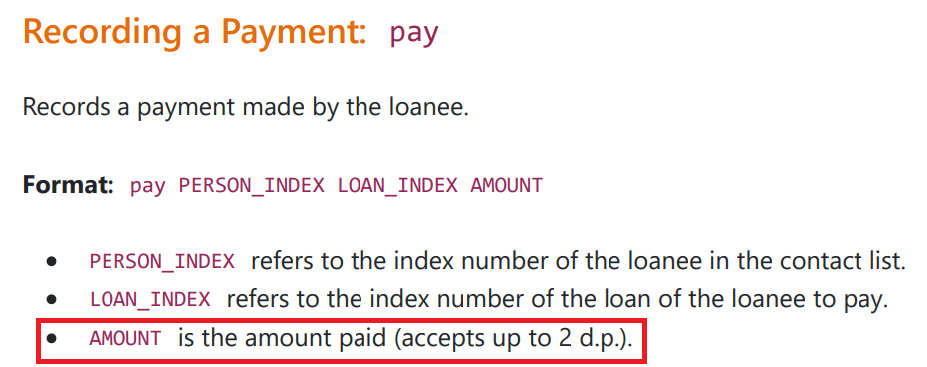 Recording a Payment: pay
Records a payment made by the loanee.
Format: pay PERSON_INDEX LOAN_INDEX AMOUNT
• PERSON_INDEX refers to the index number of the loanee in the contact list.
• LOAN_INDEX refers to the index number of the loan of the loanee to pay.
• AMOUNT is the amount paid (accepts up to 2 d.p.).